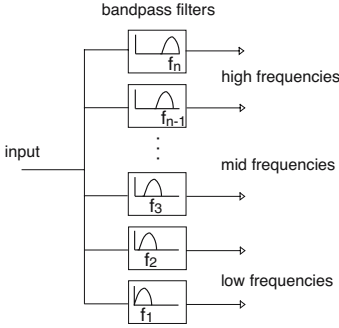 bandpass filters
fn
high frequencies
fn-1
input
mid frequencies
f3
f2
low frequencies
f1